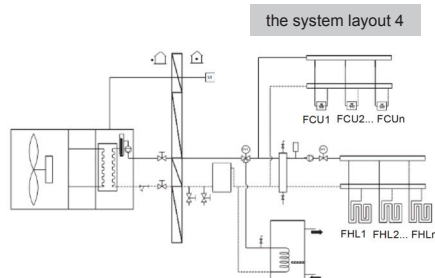 the system layout 4
M
FCU1 FCU2... FCUn
FHL1 FHL2... FHLn